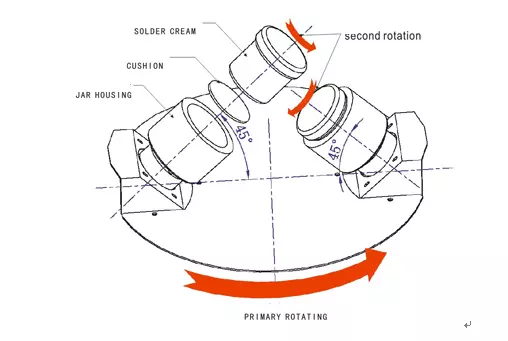 SOLDER CREAM
second rotation
CUSHION
JAR HOUSING
45°
45°
PRIMARY ROTATING